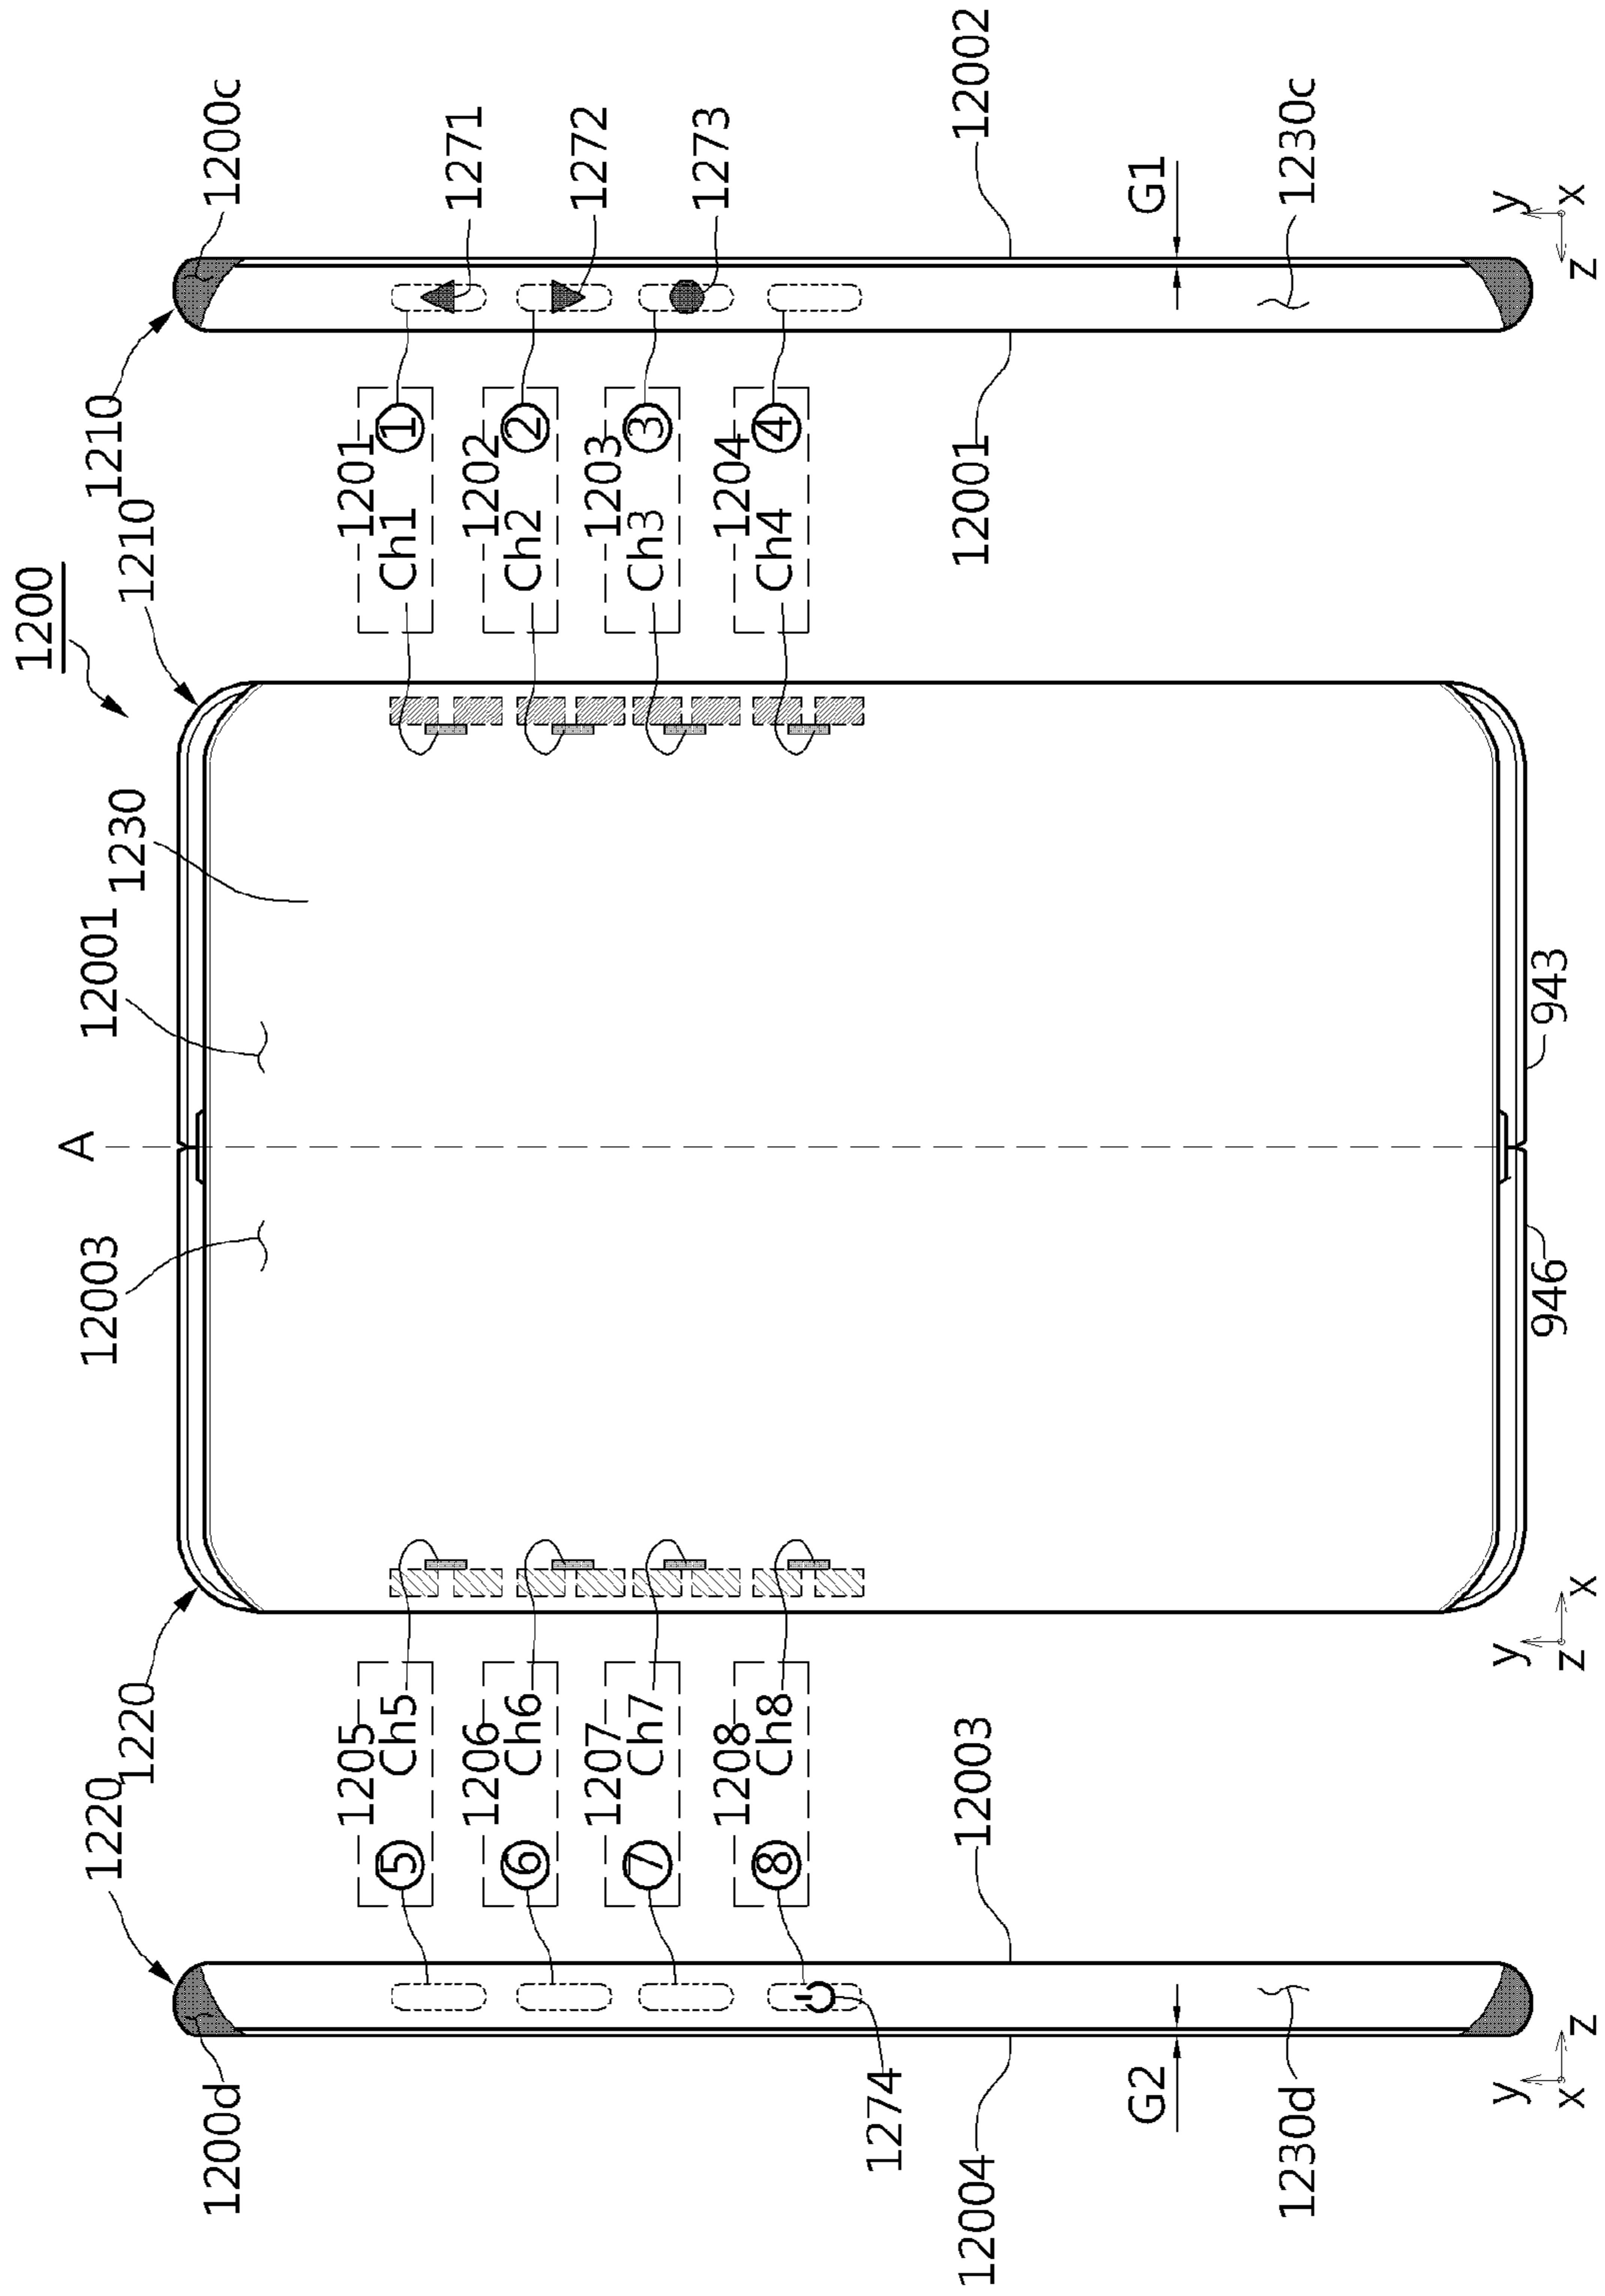 1200
1220
1220
1210
1210
A
12003
12001
1230
1200d
1200c
1205
⑤ Ch5
1206
⑥ Ch6
1207
⑦ Ch7
1208
⑧ Ch8
1201
Ch1 ①
1202
Ch2 ②
1203
Ch3 ③
1204
Ch4 ④
1271
1272
1273
1274
12004
12003
12001
12002
G2
G1
1230d
1230c
946
943
y
x
z
y
z
x
y
z
x